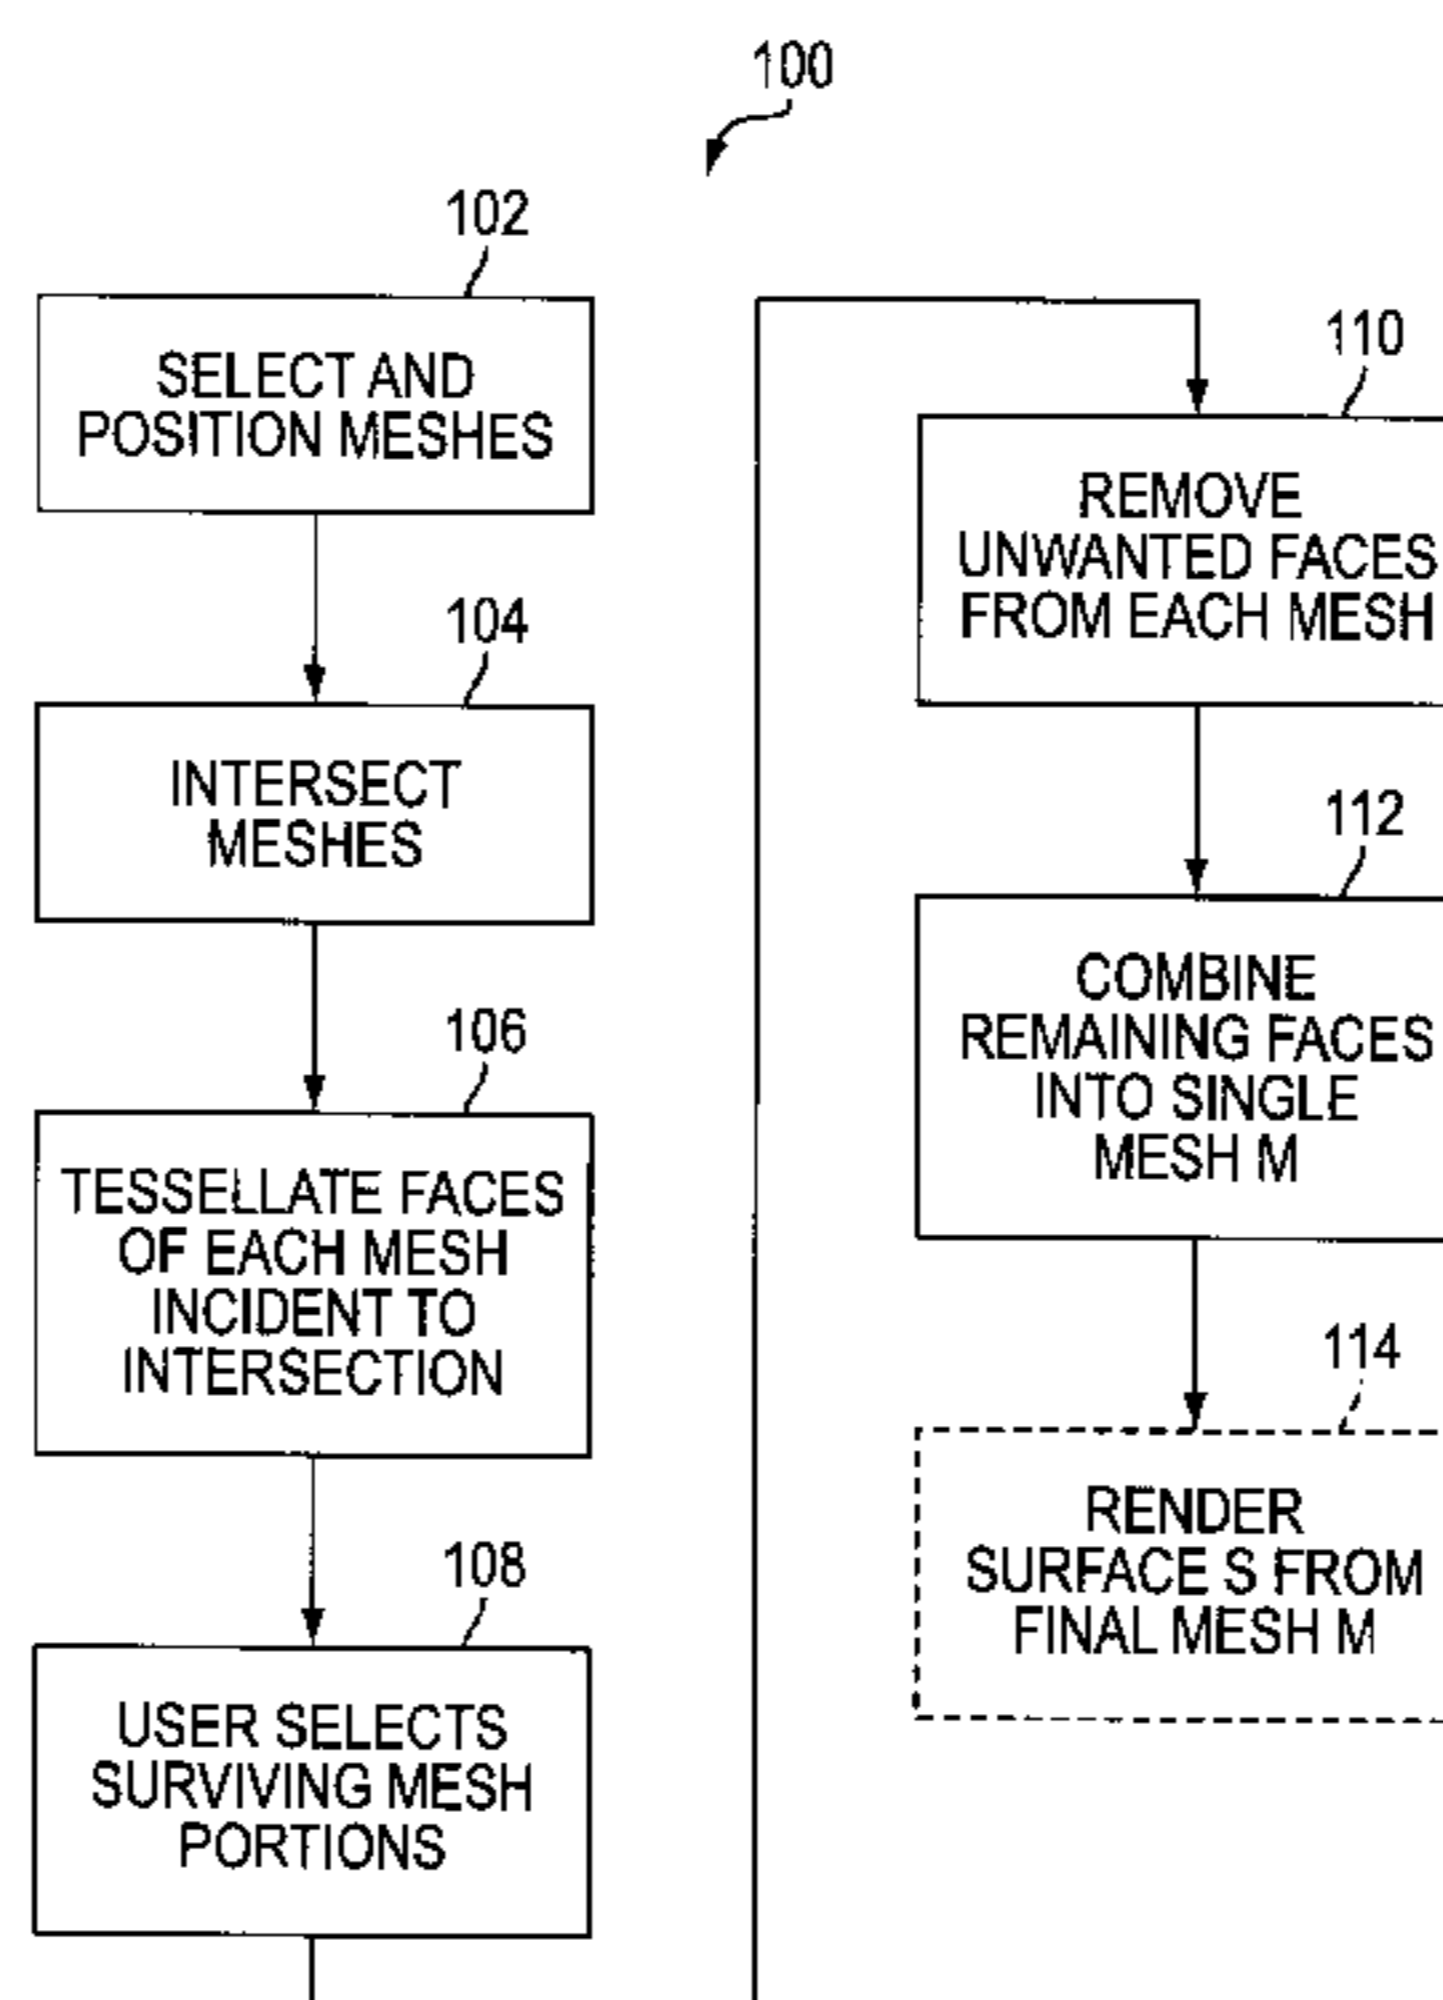 100
102
SELECT AND
POSITION MESHES
104
INTERSECT
MESHES
106
TESSELLATE FACES
OF EACH MESH
INCIDENT TO
INTERSECTION
108
USER SELECTS
SURVIVING MESH
PORTIONS
110
REMOVE
UNWANTED FACES
FROM EACH MESH
112
COMBINE
REMAINING FACES
INTO SINGLE
MESH M
114
RENDER
SURFACE S FROM
FINAL MESH M